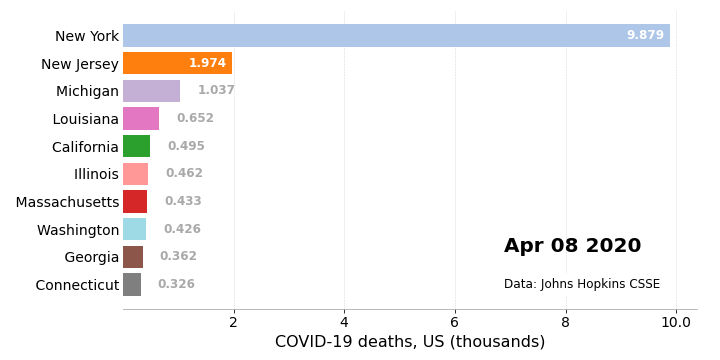 New York 9.879
New Jersey 1.974
Michigan 1.037
Louisiana 0.652
California 0.495
Illinois 0.462
Massachusetts 0.433
Washington 0.426
Georgia 0.362
Connecticut 0.326
Apr 08 2020
Data: Johns Hopkins CSSE
2 4 6 8 10.0
COVID-19 deaths, US (thousands)